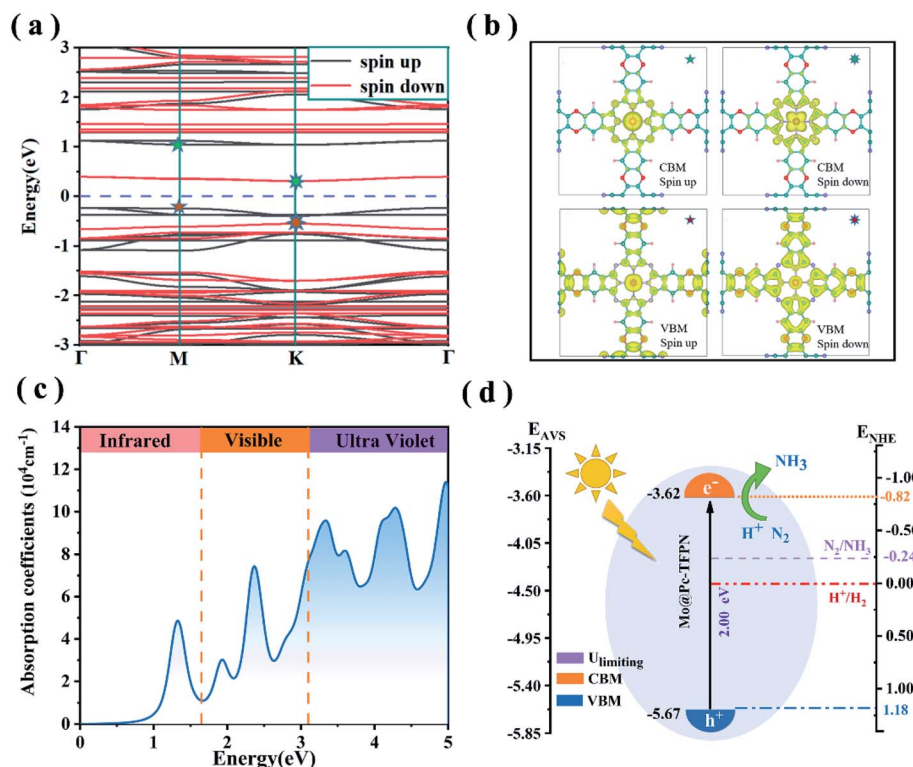 ( a )
3
2
1
0
-1
-2
-3
Energy(eV)
spin up
spin down
Γ
M
K
Γ
( b )
CBM
Spin up
CBM
Spin down
VBM
Spin up
VBM
Spin down
( c )
Infrared
Visible
Ultra Violet
14
12
10
8
6
4
2
0
Absorption coefficients (10⁴cm⁻¹)
0
1
2
3
4
5
Energy(eV)
( d )
E_AVS
-3.15
-3.60
-4.05
-4.50
-4.95
-5.40
-5.85
E_NHE
-1.00
-0.82
-0.50
-0.24
0.00
0.50
1.00
1.18
NH₃
-3.62
e⁻
H⁺ N₂
N₂/NH₃
H⁺/H₂
Mo@Pc-TFPN
2.00 eV
U_limiting
CBM
VBM
-5.67
h⁺